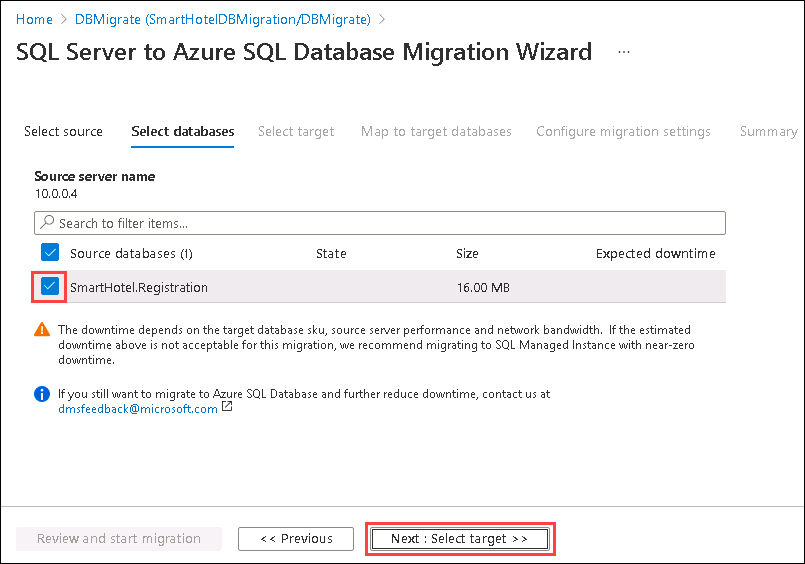 Home > DBMigrate (SmartHotelDBMigration/DBMigrate) >
SQL Server to Azure SQL Database Migration Wizard ...
Select source Select databases Select target Map to target databases Configure migration settings Summary
Source server name
10.0.0.4
Search to filter items...
Source databases (1) State Size Expected downtime
SmartHotel.Registration 16.00 MB
The downtime depends on the target database sku, source server performance and network bandwidth. If the estimated
downtime above is not acceptable for this migration, we recommend migrating to SQL Managed Instance with near-zero
downtime.
If you still want to migrate to Azure SQL Database and further reduce downtime, contact us at
dmsfeedback@microsoft.com
Review and start migration << Previous Next : Select target >>